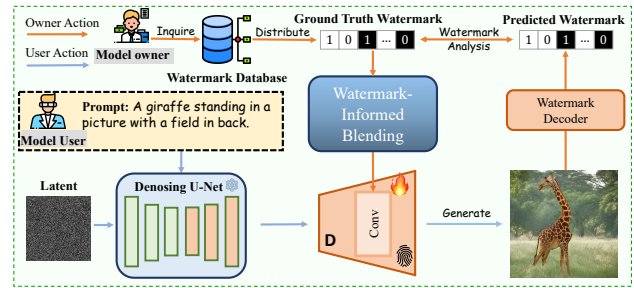 Owner Action
User Action
Model owner
Inquire
Watermark Database
Distribute
Ground Truth Watermark
1 0 1 ... 0
Watermark
Analysis
Predicted Watermark
1 0 1 ... 0
Prompt: A giraffe standing in a
picture with a field in back.
Model User
Watermark-
Informed
Blending
Watermark
Decoder
Latent
Denosing U-Net
D
Conv
Generate